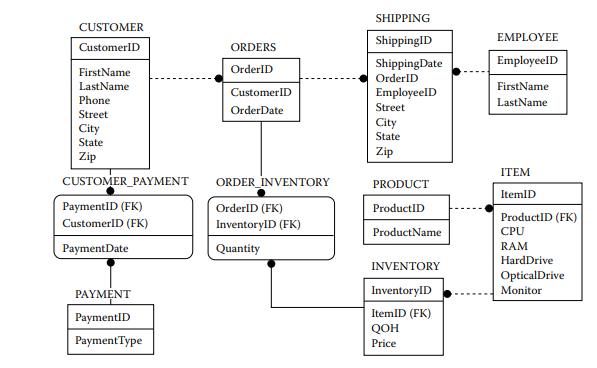 CUSTOMER
CustomerID
FirstName
LastName
Phone
Street
City
State
Zip
ORDERS
OrderID
CustomerID
OrderDate
SHIPPING
ShippingID
ShippingDate
OrderID
EmployeeID
Street
City
State
Zip
EMPLOYEE
EmployeeID
FirstName
LastName
CUSTOMER_PAYMENT
PaymentID (FK)
CustomerID (FK)
PaymentDate
ORDER_INVENTORY
OrderID (FK)
InventoryID (FK)
Quantity
PRODUCT
ProductID
ProductName
ITEM
ItemID
ProductID (FK)
CPU
RAM
HardDrive
OpticalDrive
Monitor
PAYMENT
PaymentID
PaymentType
INVENTORY
InventoryID
ItemID (FK)
QOH
Price